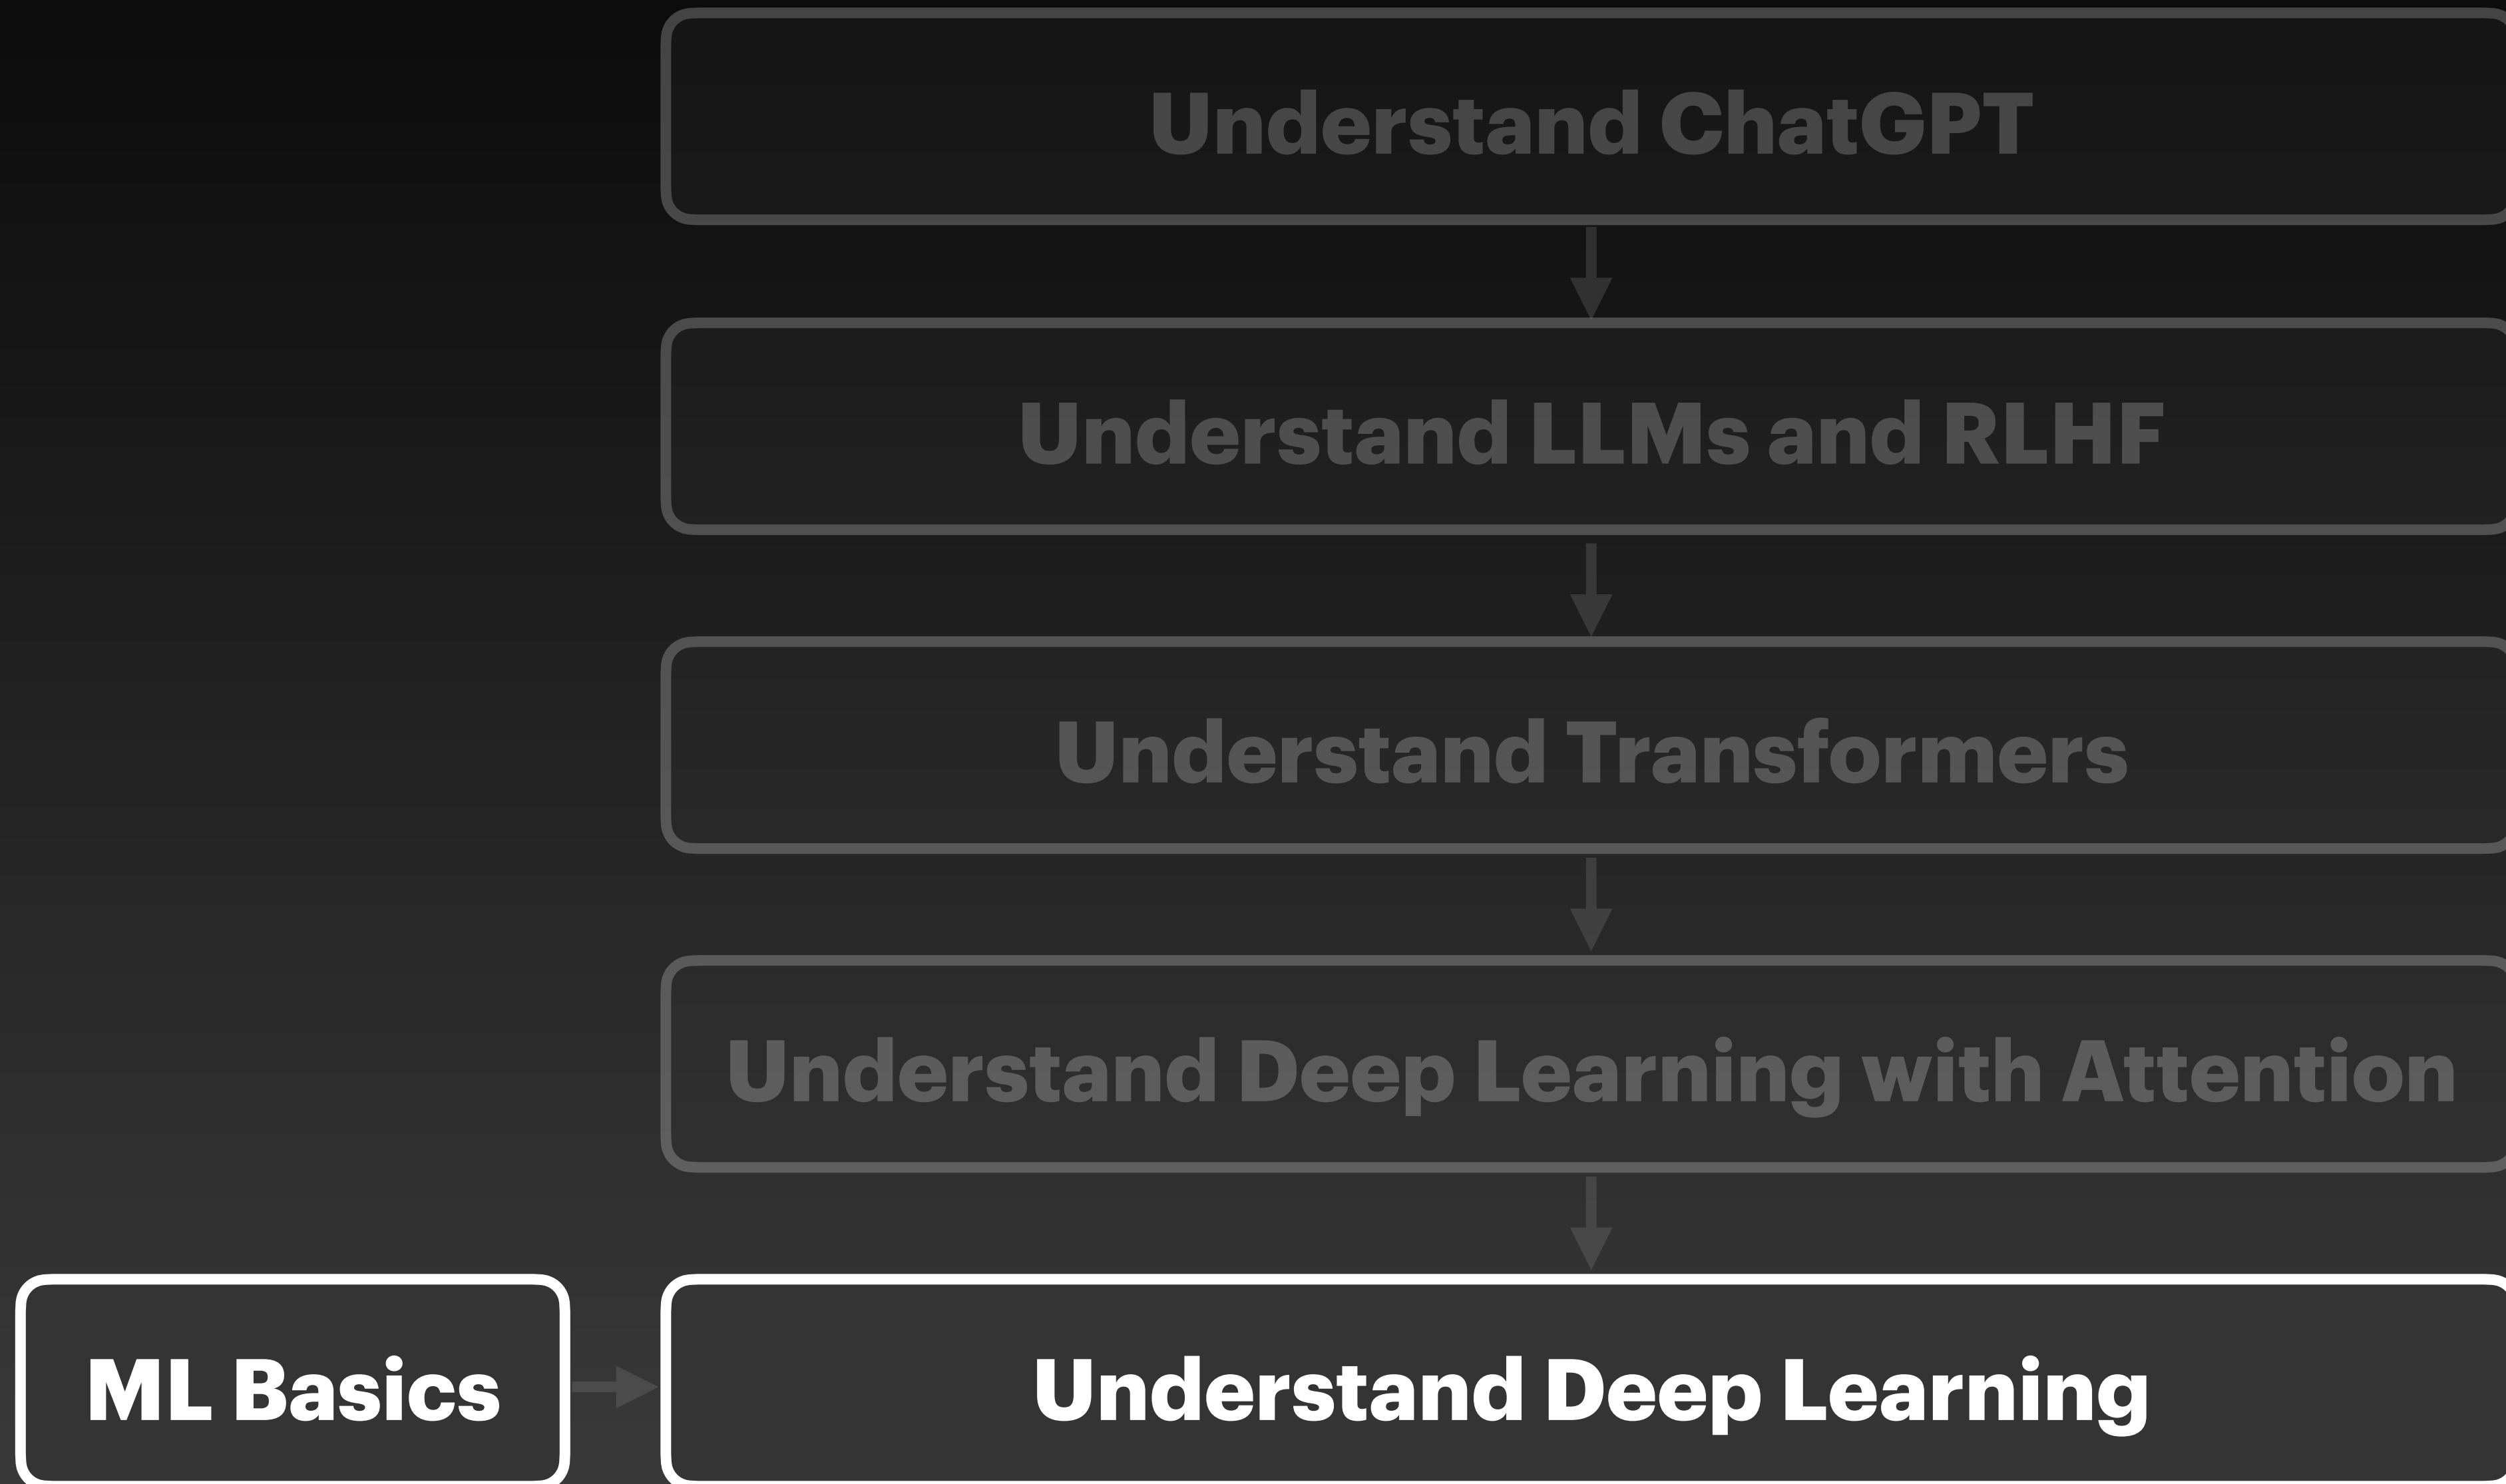 Understand ChatGPT
Understand LLMs and RLHF
Understand Transformers
Understand Deep Learning with Attention
ML Basics
Understand Deep Learning